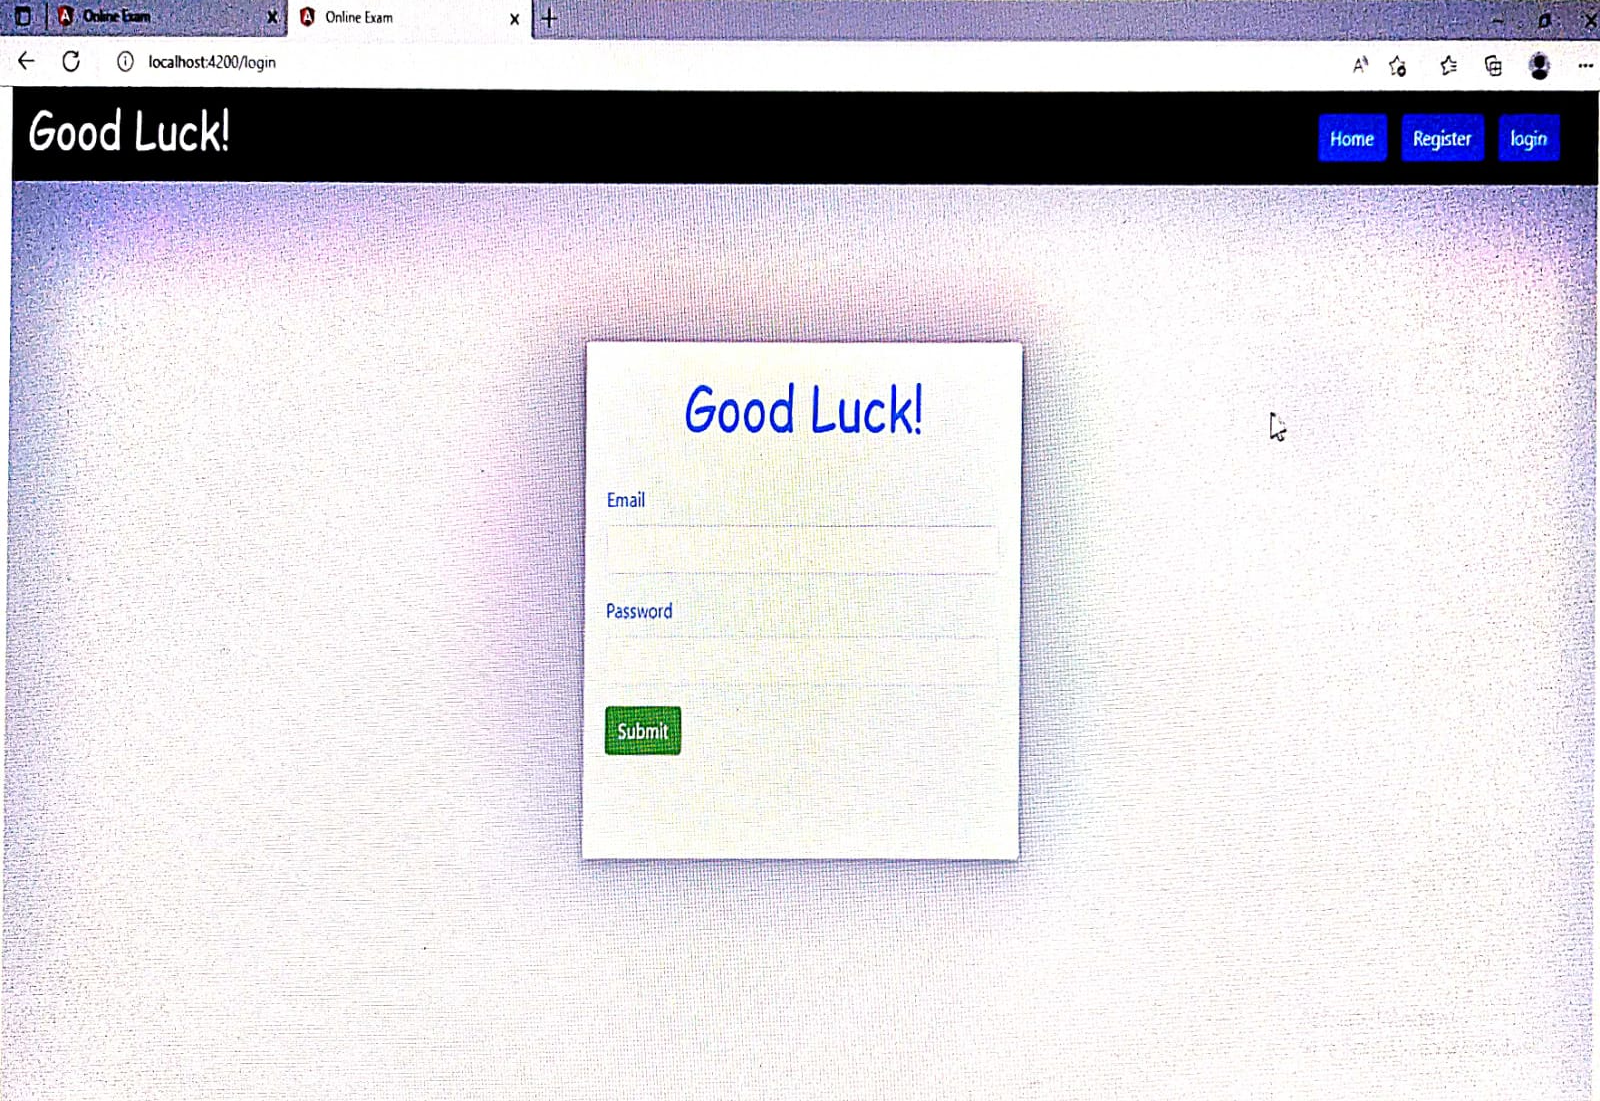 Online Exam
Online Exam
localhost:4200/login
Good Luck!
Home
Register
login
Good Luck!
Email
Password
Submit